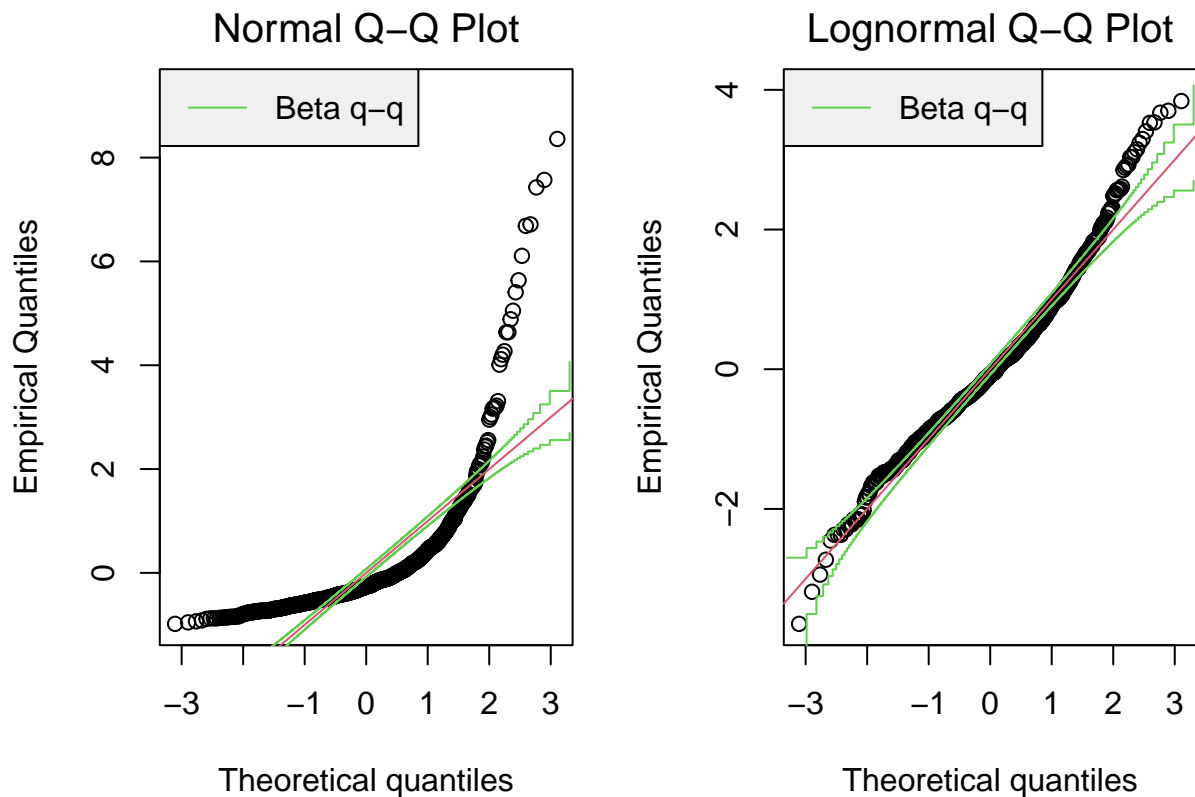 Normal Q−Q Plot
Beta q−q
Empirical Quantiles
8
6
4
2
0
−3
−1
0
1
2
3
Theoretical quantiles
Lognormal Q−Q Plot
Beta q−q
Empirical Quantiles
4
2
0
−2
−3
−1
0
1
2
3
Theoretical quantiles